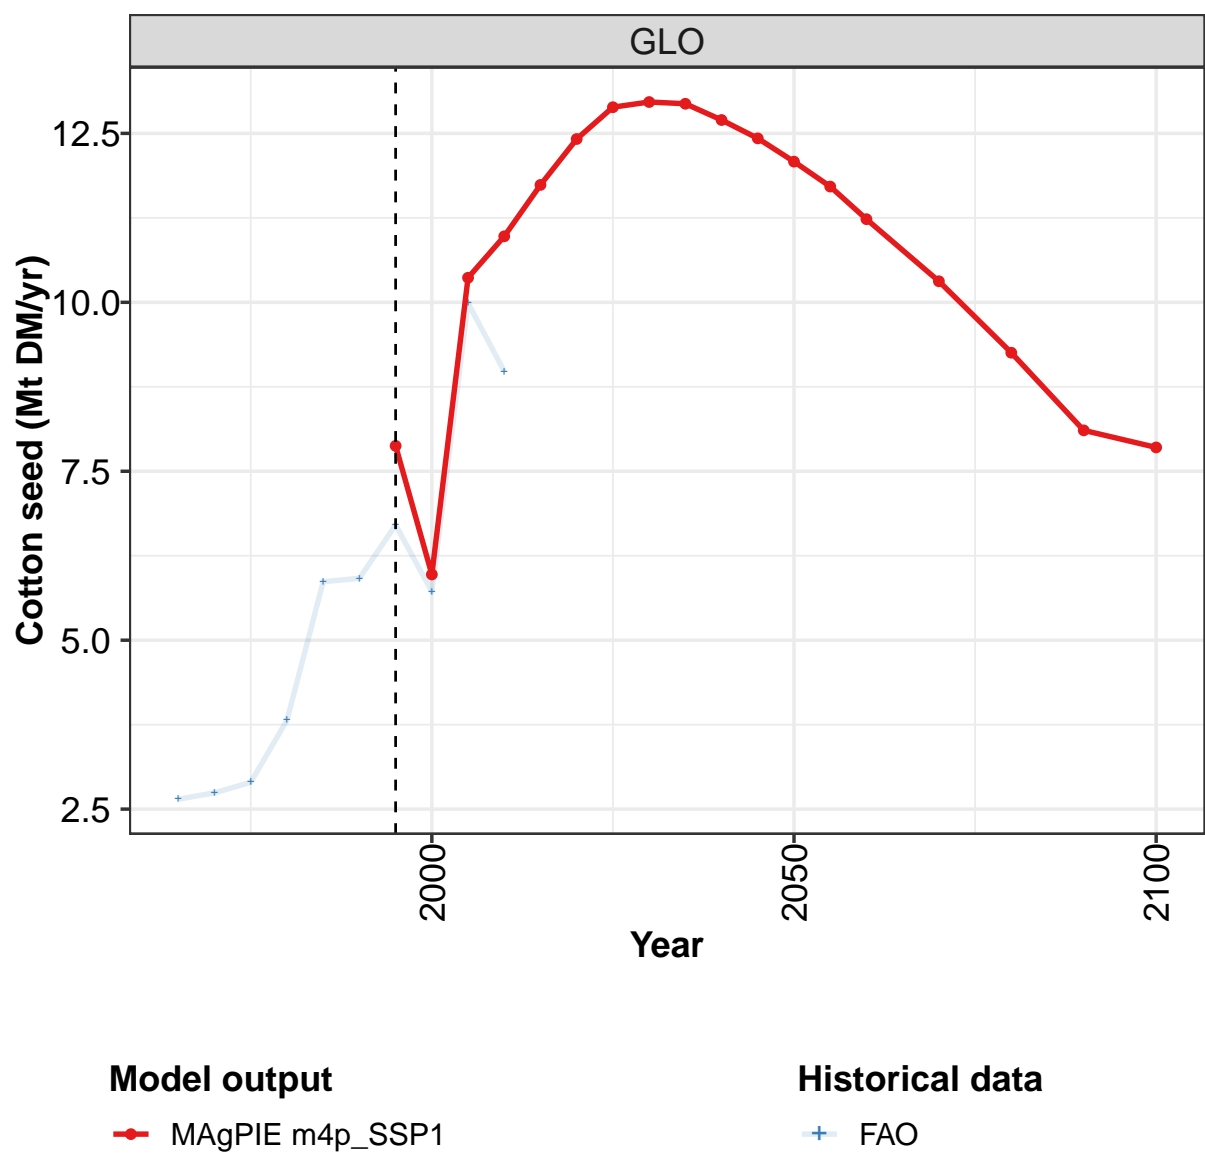 GLO
Cotton seed (Mt DM/yr)
12.5
10.0
7.5
5.0
2.5
2000
2050
2100
Year
Model output
MAgPIE m4p_SSP1
Historical data
FAO